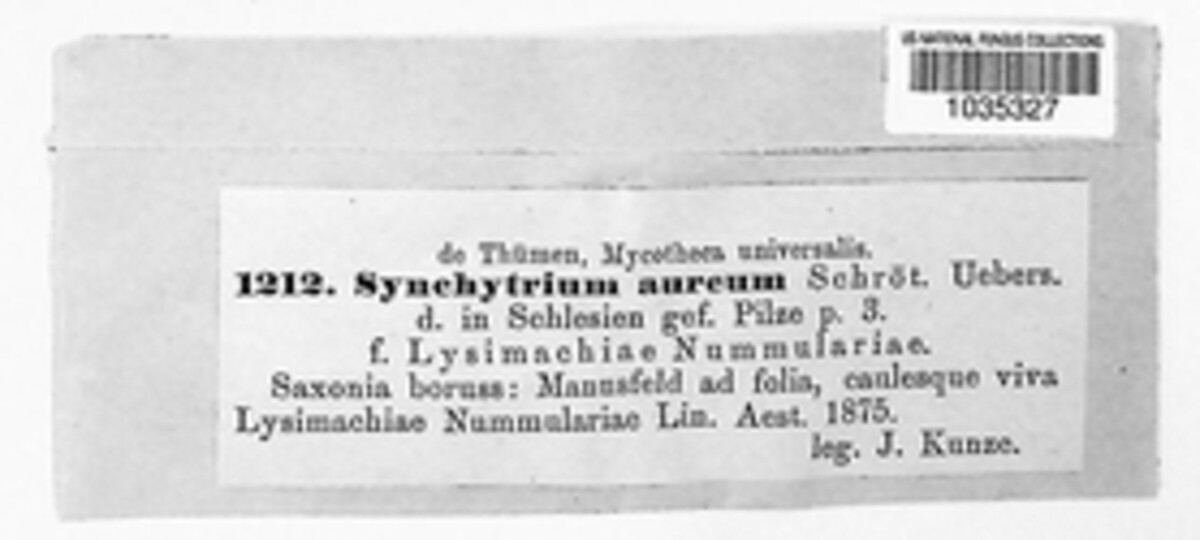 US NATIONAL FUNGUS COLLECTIONS
1035327
de Thümen, Mycotheca universalis.
1212. Synchytrium aureum Schröt. Uebers.
d. in Schlesien gef. Pilze p. 3.
f. Lysimachiae Nummulariae.
Saxonia boruss: Mannsfeld ad folia, caulesque viva
Lysimachiae Nummulariae Lin. Aest. 1875.
leg. J. Kunze.